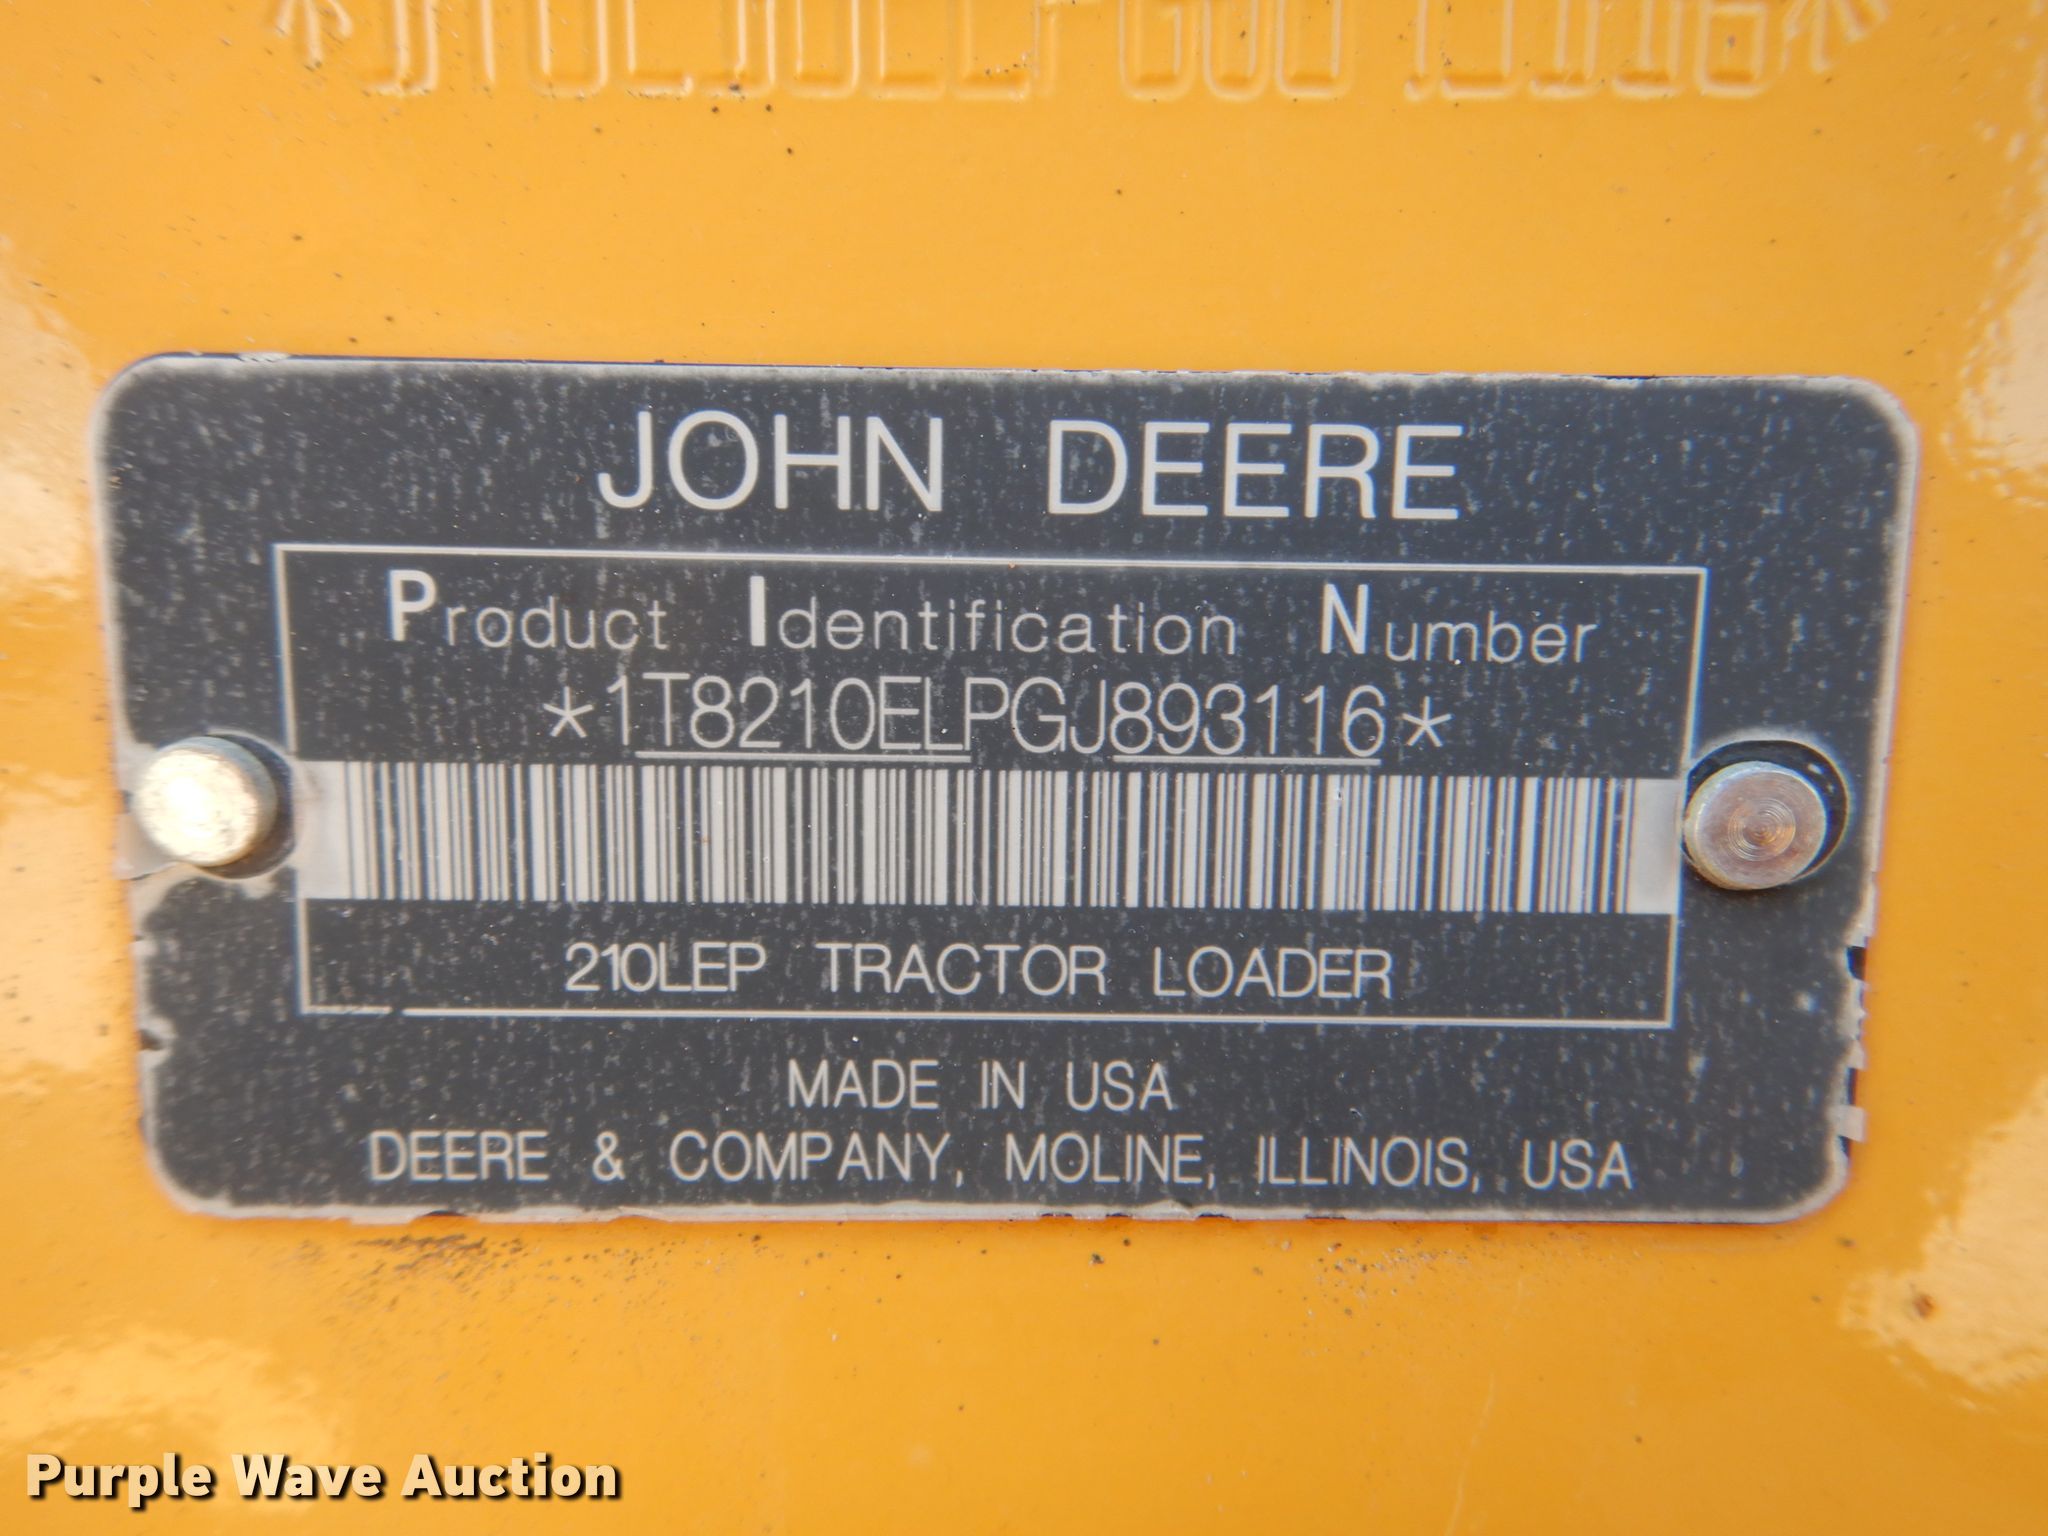 JOHN DEERE
Product Identification Number
*1T8210ELPGJ893116*
210LEP TRACTOR LOADER
MADE IN USA
DEERE & COMPANY, MOLINE, ILLINOIS, USA
Purple Wave Auction